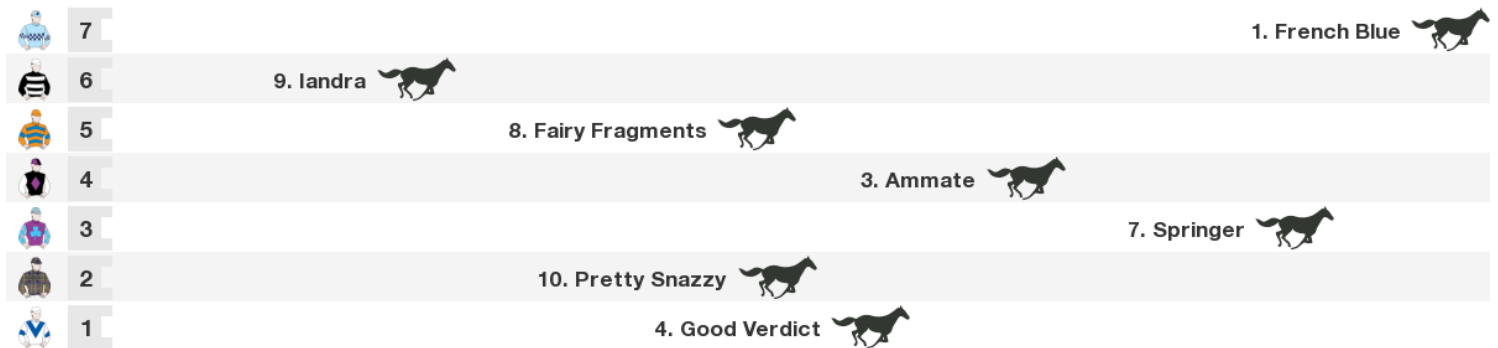 7 1. French Blue
6 9. Iandra
5 8. Fairy Fragments
4 3. Ammate
3 7. Springer
2 10. Pretty Snazzy
1 4. Good Verdict